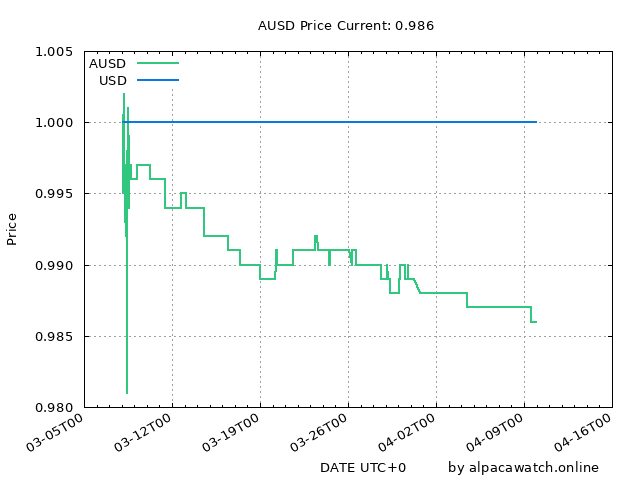 AUSD Price Current: 0.986
1.005
AUSD
USD
1.000
0.995
Price
0.990
0.985
0.980
03-05T00
03-12T00
03-19T00
03-26T00
04-02T00
04-09T00
04-16T00
DATE UTC+0
by alpacawatch.online